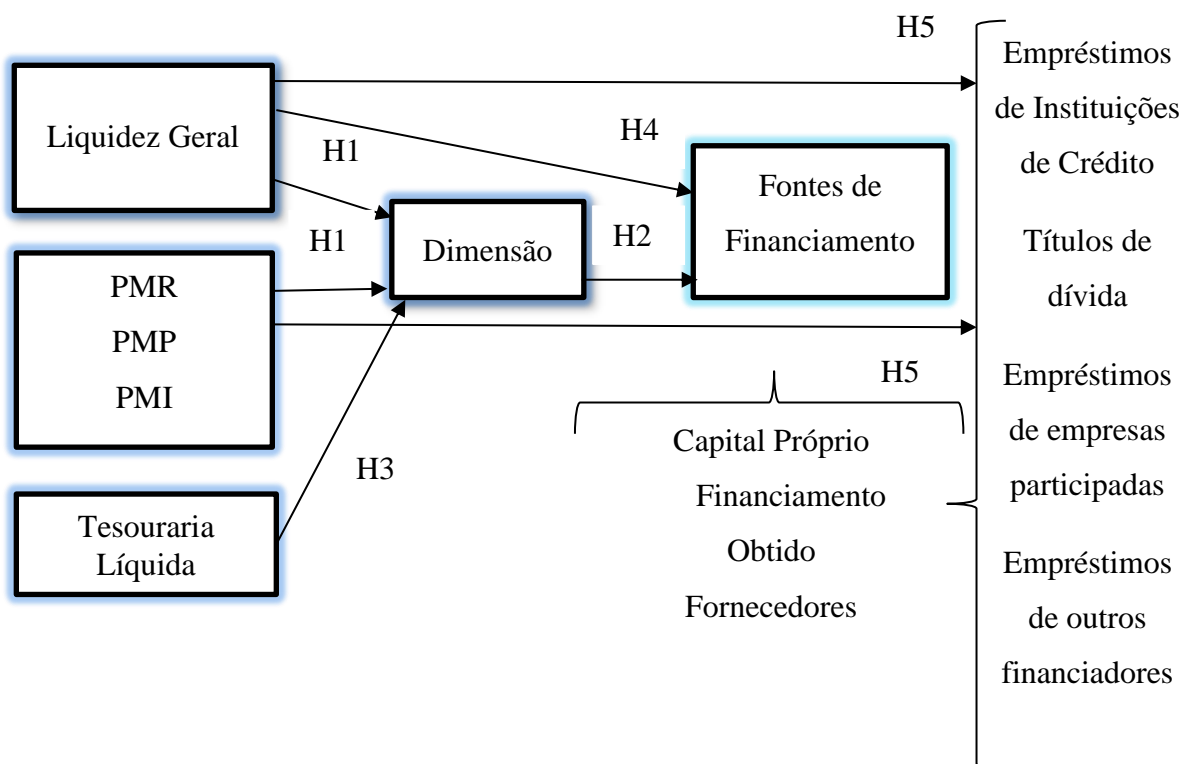 H5
Liquidez Geral
H1
H4
H1
Dimensão
H2
Fontes de
Financiamento
PMR
PMP
PMI
H3
Tesouraria
Líquida
H5
Capital Próprio
Financiamento
Obtido
Fornecedores
Empréstimos
de Instituições
de Crédito
Títulos de
dívida
Empréstimos
de empresas
participadas
Empréstimos
de outros
financiadores